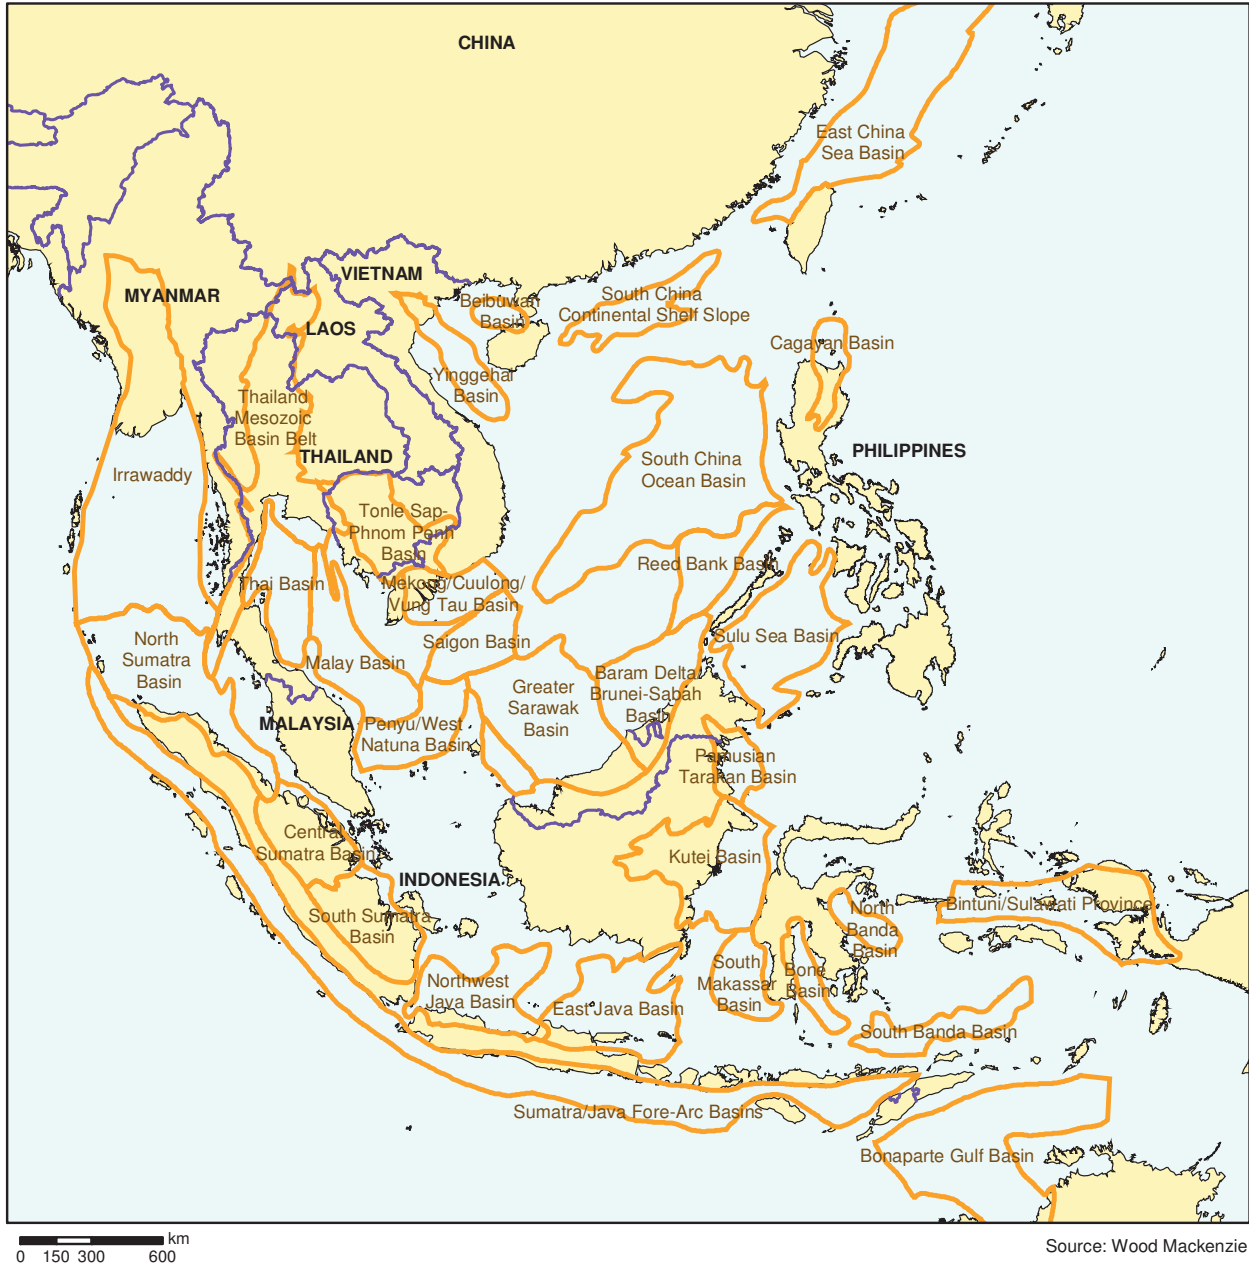 CHINA
East China
Sea Basin
VIETNAM
MYANMAR
Beibuwan
Basin
South China
Continental Shelf Slope
LAOS
Cagayan Basin
Yinggehai
Basin
Thailand
Mesozoic
Basin Belt
THAILAND
PHILIPPINES
South China
Ocean Basin
Irrawaddy
Tonle Sap-
Phnom Penh
Basin
Reed Bank Basin
Thai Basin
Mekong/Cuulong/
Vung Tau Basin
North
Sumatra
Basin
Saigon Basin
Sulu Sea Basin
Malay Basin
Baram Delta/
Brunei-Sabah
Basin
Greater
Sarawak
Basin
MALAYSIA
Penyu/West
Natuna Basin
Pamusian
Tarakan Basin
Central
Sumatra Basin
Kutei Basin
INDONESIA
South Sumatra
Basin
North
Banda
Basin
Bintuni/Sulawati Province
Northwest
Java Basin
South
Makassar
Basin
Bone
Basin
East Java Basin
South Banda Basin
Sumatra/Java Fore-Arc Basins
Bonaparte Gulf Basin
km
0 150 300 600
Source: Wood Mackenzie